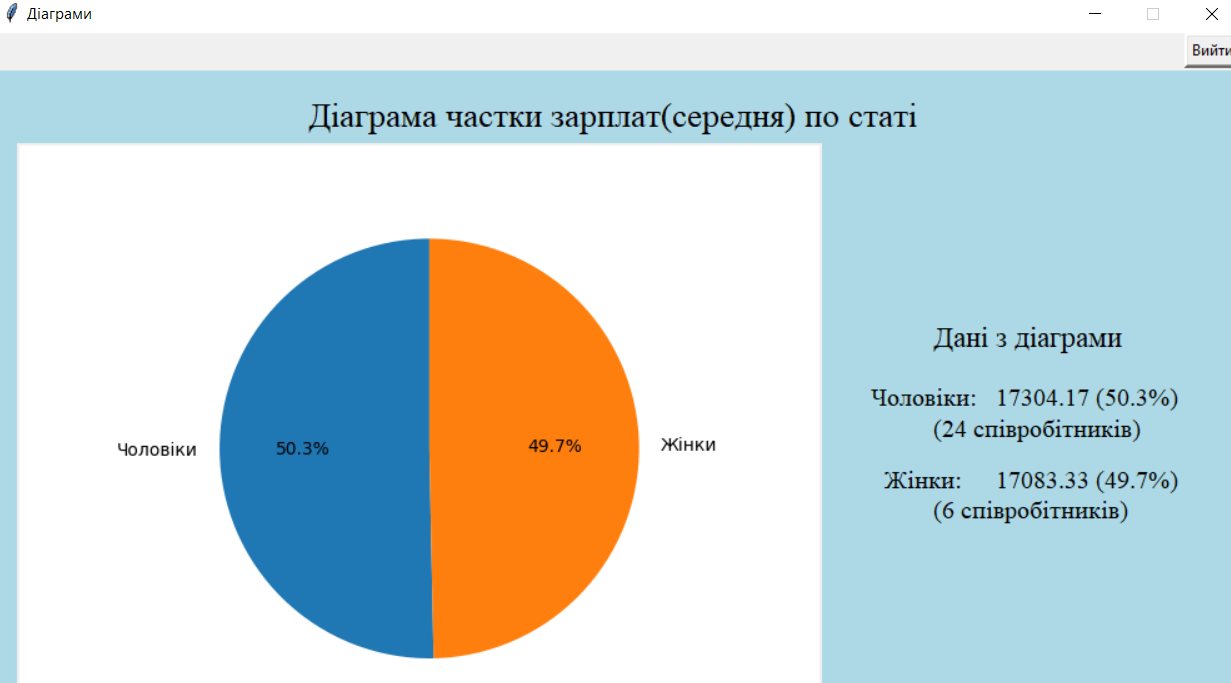 Діаграми
Вийти
Діаграма частки зарплат(середня) по статі
Чоловіки
50.3%
49.7%
Жінки
Дані з діаграми
Чоловіки: 17304.17 (50.3%)
(24 співробітників)
Жінки: 17083.33 (49.7%)
(6 співробітників)